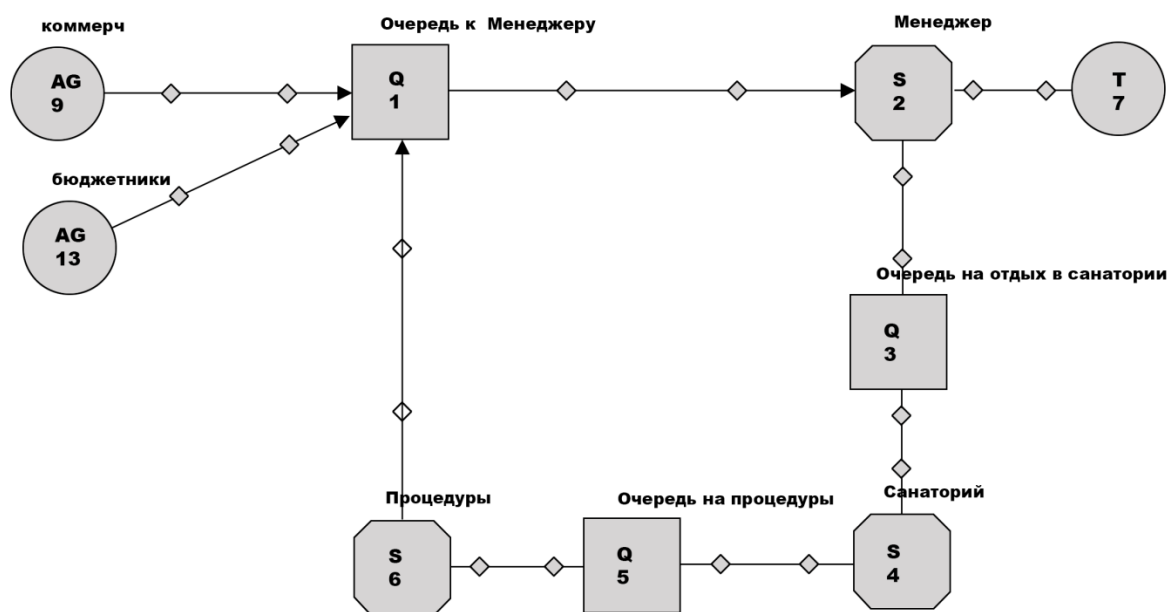 коммерч
Очередь к Менеджеру
Менеджер
AG
9
Q
1
S
2
T
7
бюджетники
AG
13
Очередь на отдых в санатории
Q
3
Процедуры
Очередь на процедуры
Санаторий
S
6
Q
5
S
4